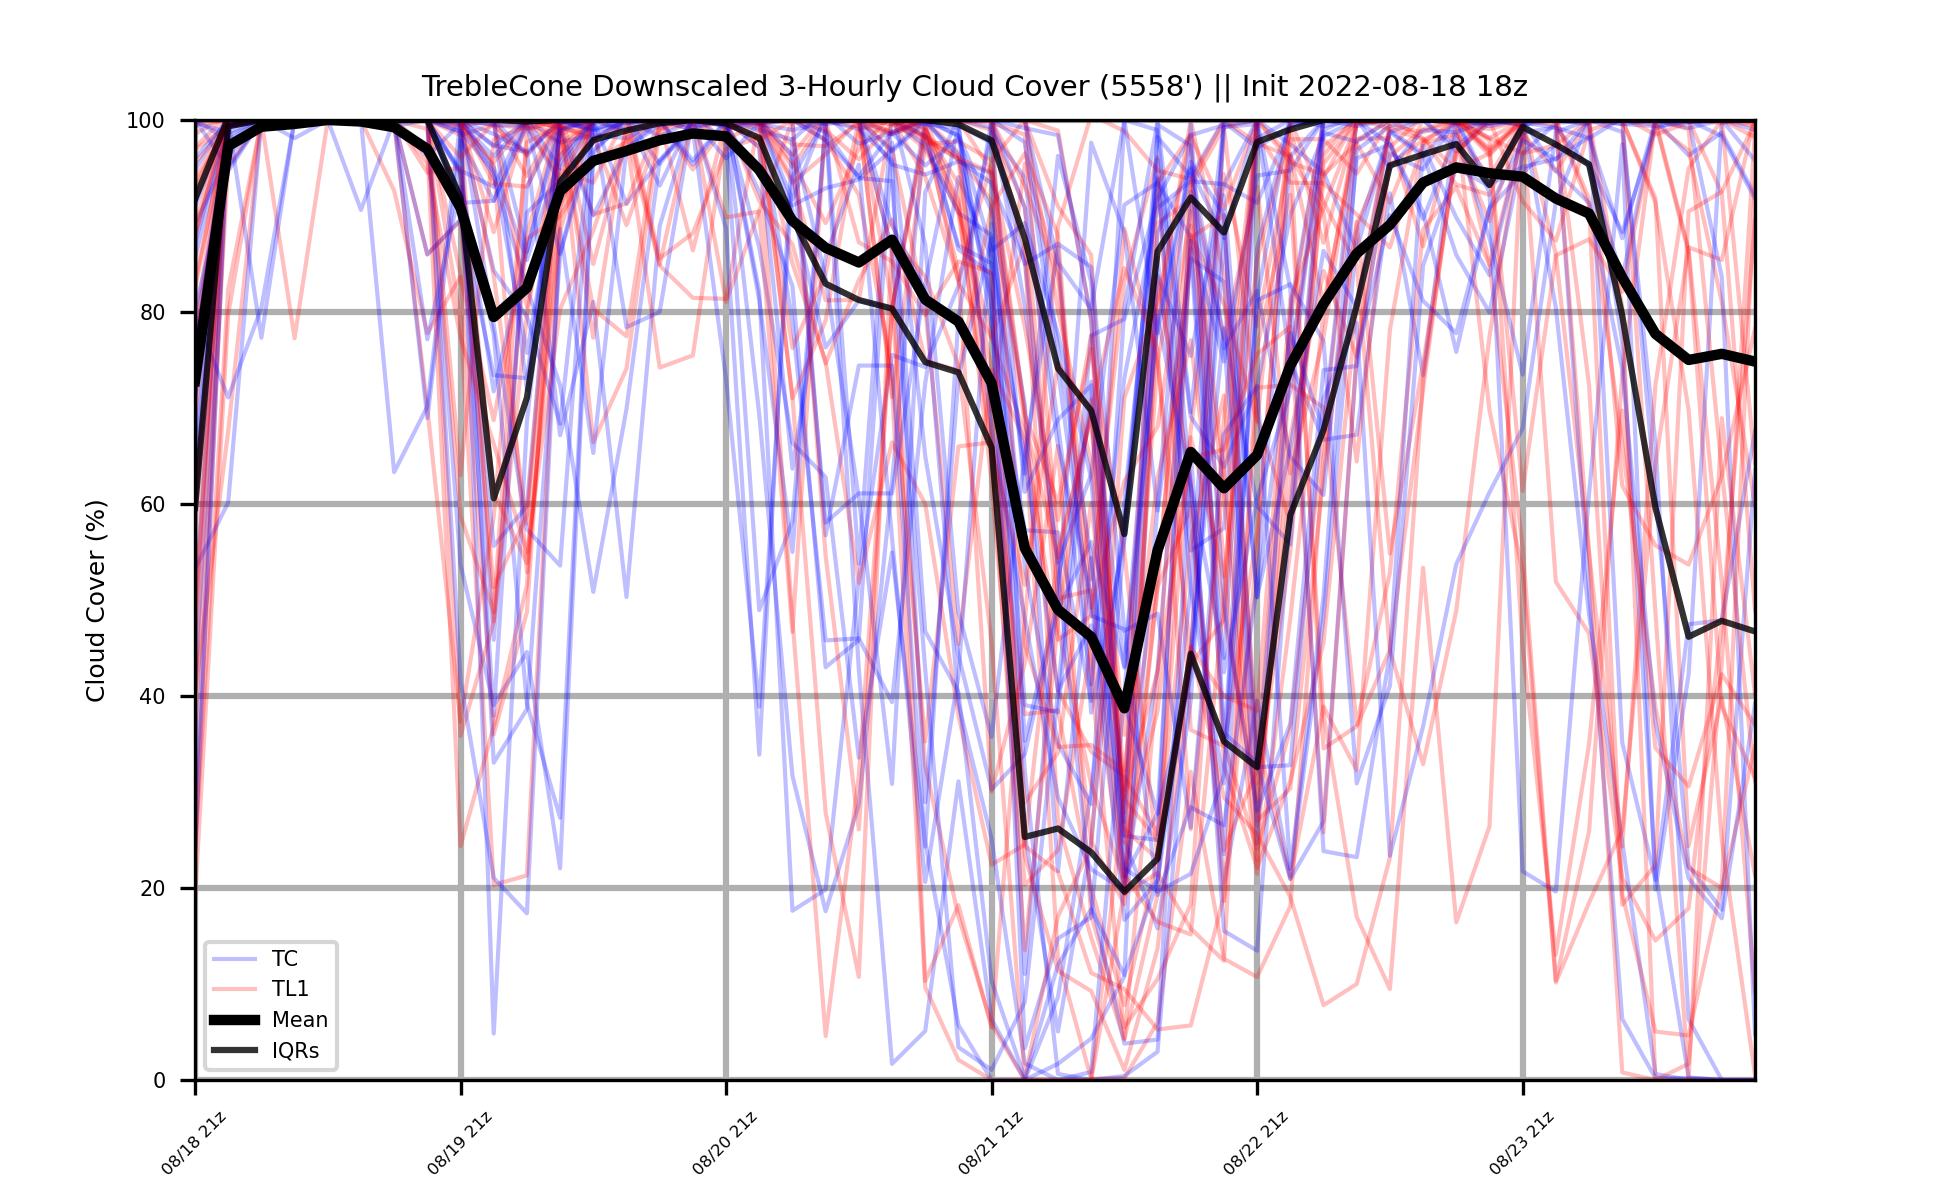 TrebleCone Downscaled 3-Hourly Cloud Cover (5558') || Init 2022-08-18 18z
Cloud Cover (%)
100
80
60
40
20
0
TC
TL1
Mean
IQRs
08/18 21z
08/19 21z
08/20 21z
08/21 21z
08/22 21z
08/23 21z